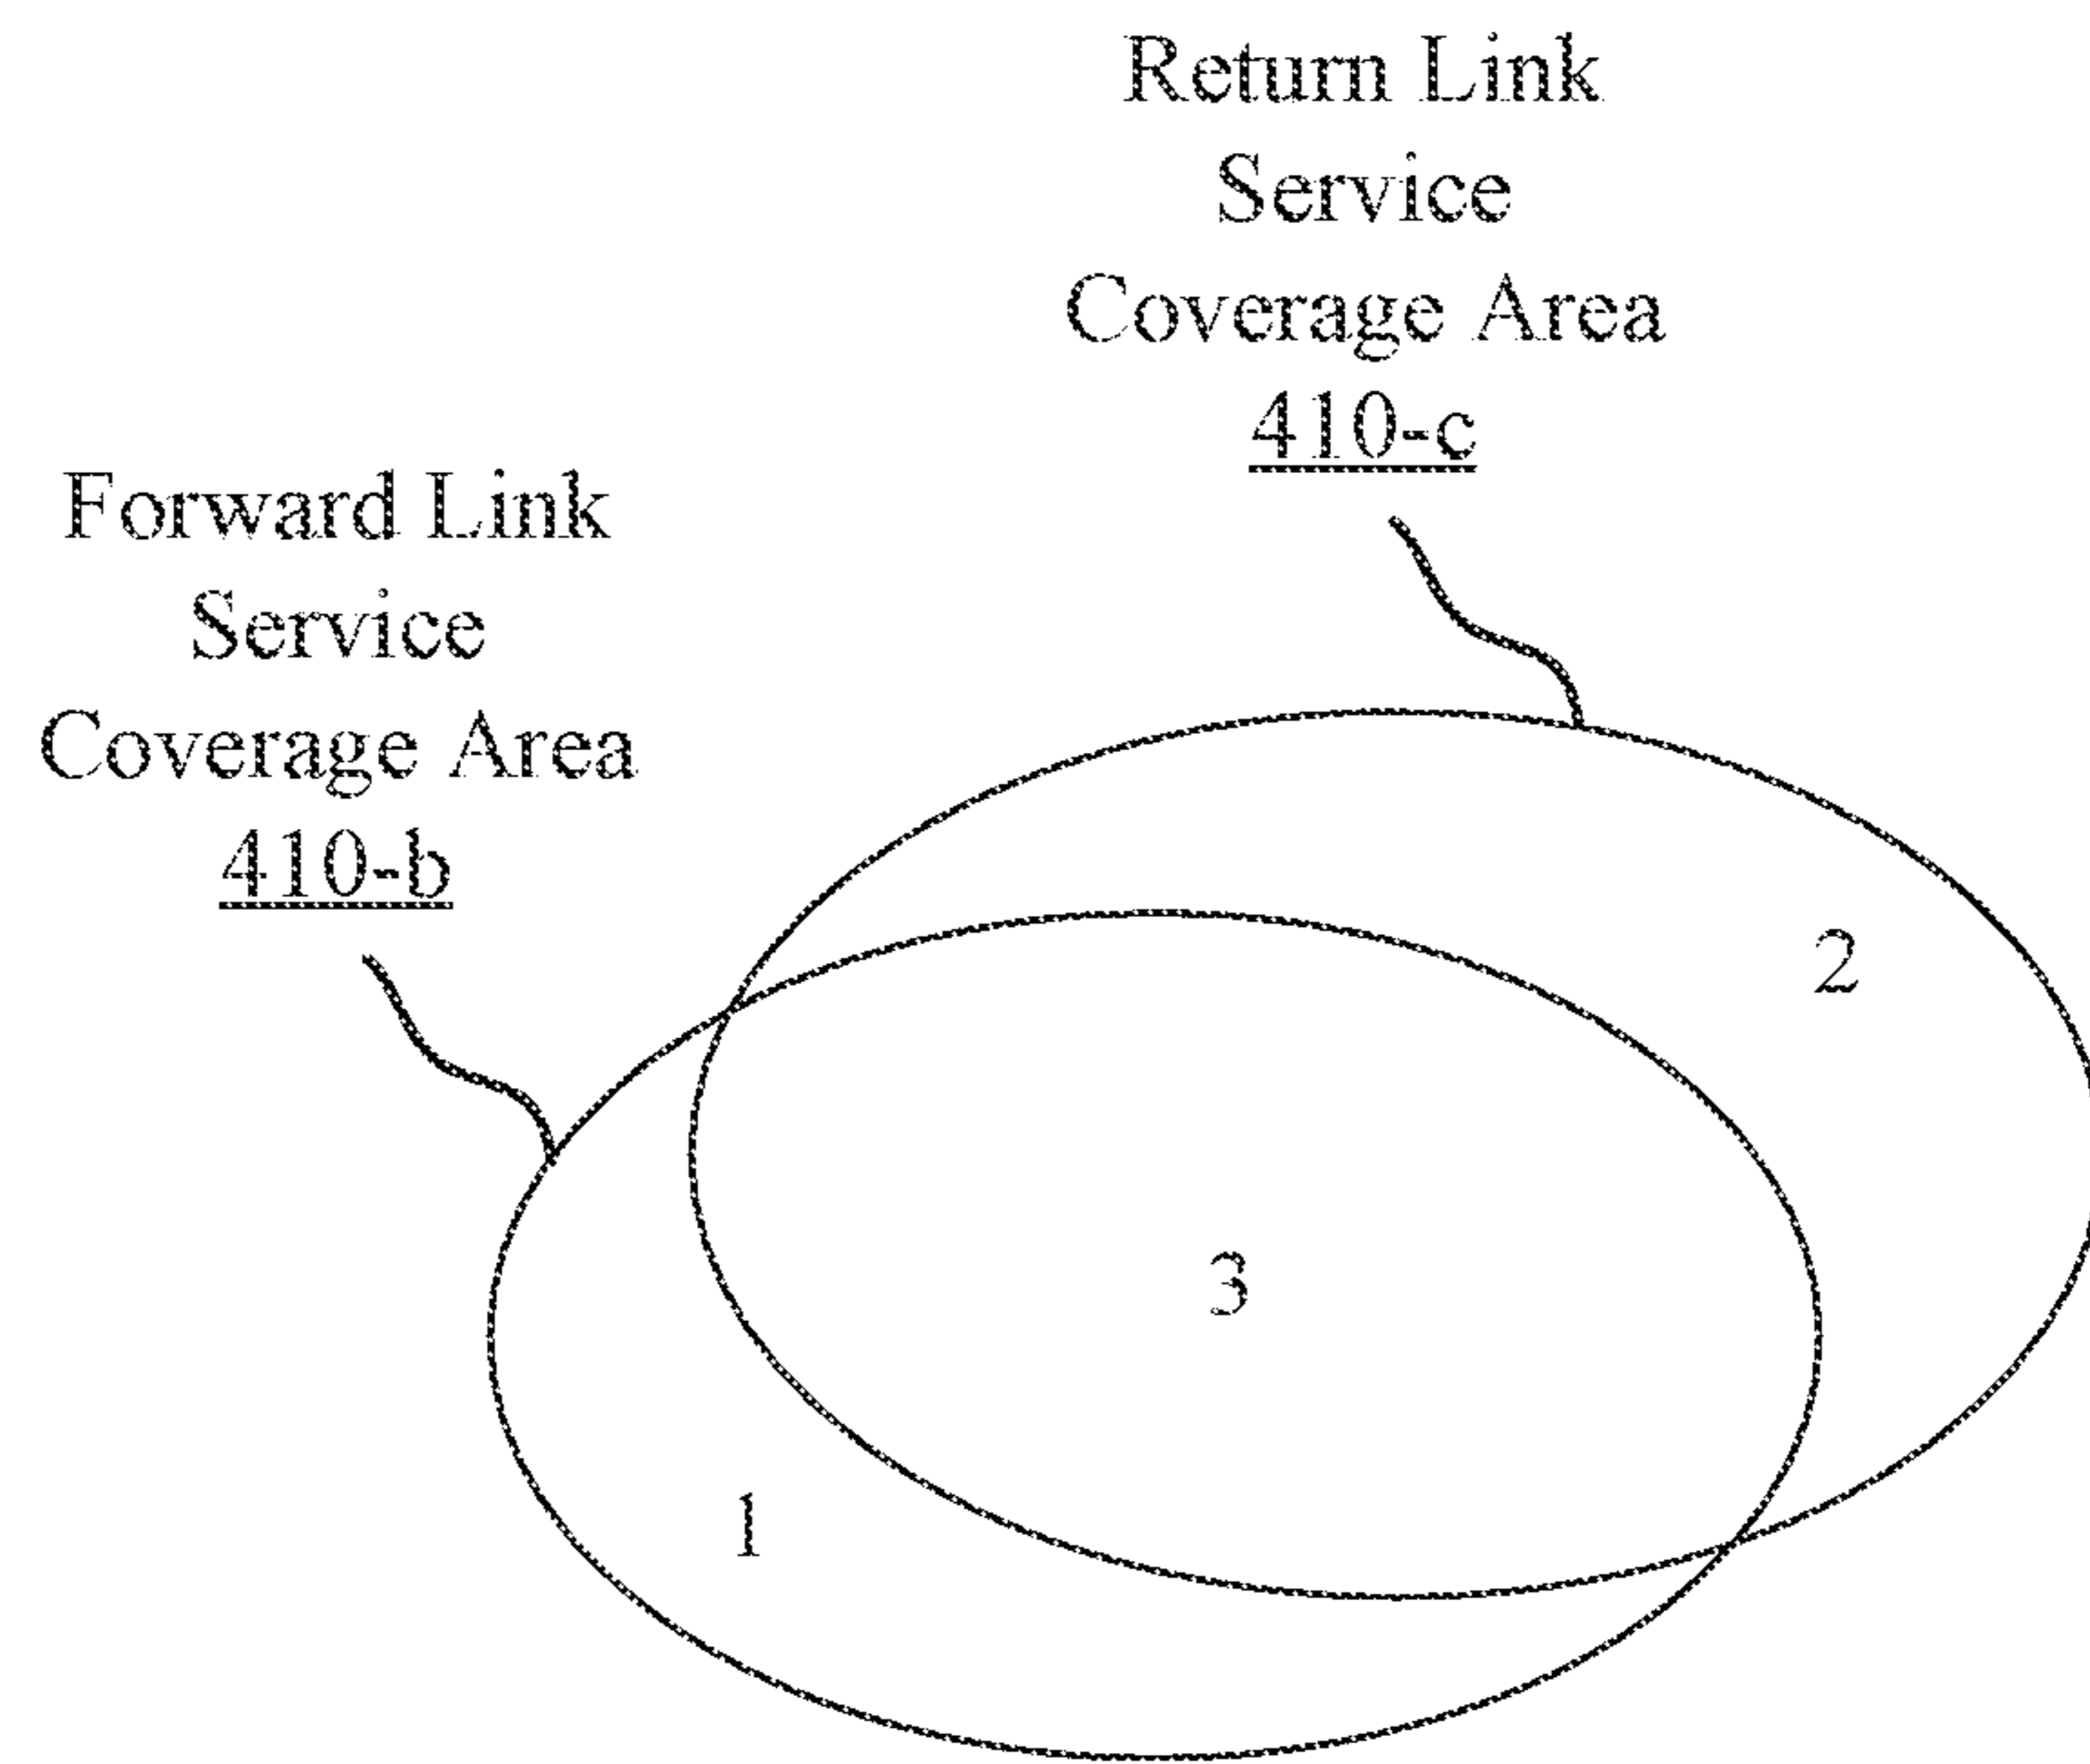 Return Link
Service
Coverage Area
410-c
Forward Link
Service
Coverage Area
410-b
2
3
1